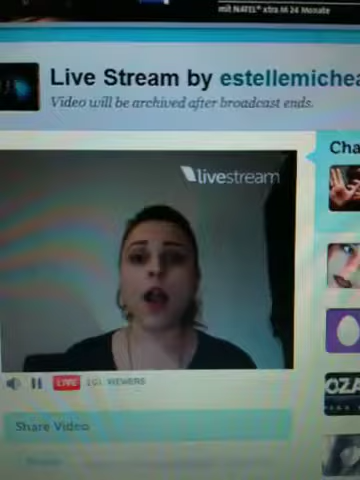 mit NATEL® xtra M 24 Monate
Live Stream by estellemichea
Video will be archived after broadcast ends.
Cha
livestream
LIVE
VIEWERS
Share Video
OZA